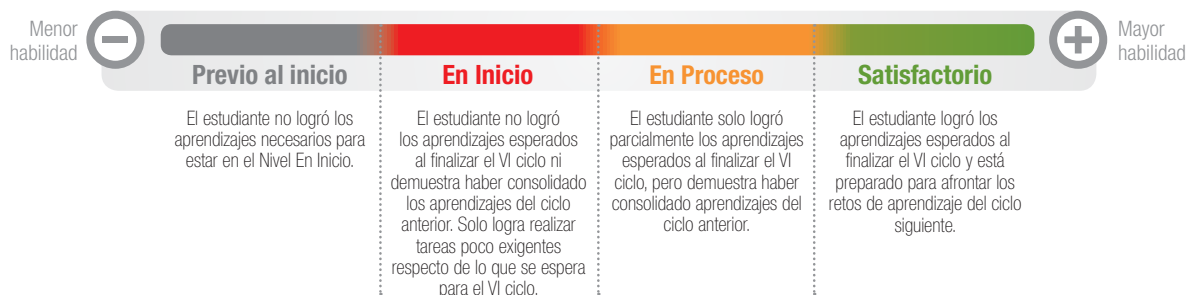 Menor
habilidad
Mayor
habilidad
Previo al inicio
El estudiante no logró los
aprendizajes necesarios para
estar en el Nivel En Inicio.
En Inicio
El estudiante no logró
los aprendizajes esperados
al finalizar el VI ciclo ni
demuestra haber consolidado
los aprendizajes del ciclo
anterior. Solo logra realizar
tareas poco exigentes
respecto de lo que se espera
para el VI ciclo.
En Proceso
El estudiante solo logró
parcialmente los aprendizajes
esperados al finalizar el VI
ciclo, pero demuestra haber
consolidado aprendizajes del
ciclo anterior.
Satisfactorio
El estudiante logró los
aprendizajes esperados al
finalizar el VI ciclo y está
preparado para afrontar los
retos de aprendizaje del ciclo
siguiente.